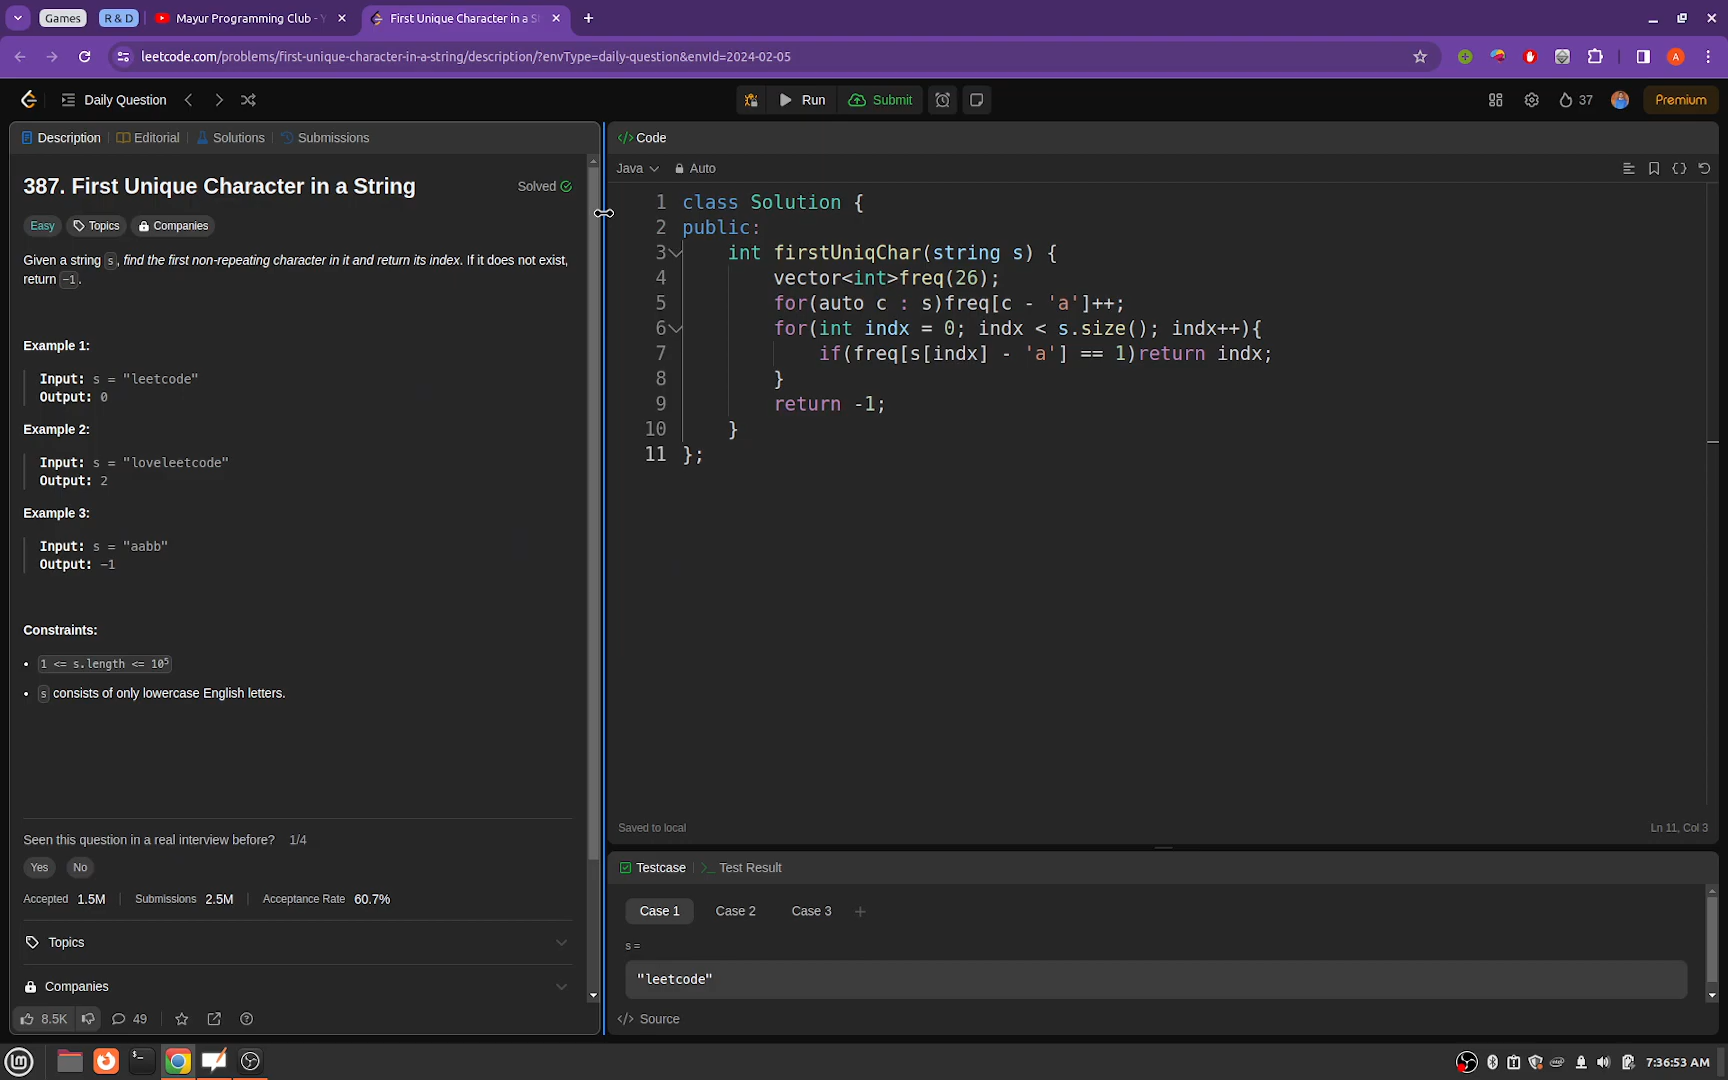 Games
R & D
Mayur Programming Club - Y
First Unique Character in a S
leetcode.com/problems/first-unique-character-in-a-string/description/?envType=daily-question&envId=2024-02-05
A
Daily Question
Run
Submit
37
Premium
Description
Editorial
Solutions
Submissions
387. First Unique Character in a String
Solved
Easy
Topics
Companies
Given a string s, find the first non-repeating character in it and return its index. If it does not exist,
return -1.
Example 1:
Input: s = "leetcode"
Output: 0
Example 2:
Input: s = "loveleetcode"
Output: 2
Example 3:
Input: s = "aabb"
Output: -1
Constraints:
• 1 <= s.length <= 10⁵
• s consists of only lowercase English letters.
Seen this question in a real interview before? 1/4
Yes
No
Accepted 1.5M
Submissions 2.5M
Acceptance Rate 60.7%
Topics
Companies
8.5K
49
</> Code
Java
Auto
1 class Solution {
2 public:
3 int firstUniqChar(string s) {
4 vector<int>freq(26);
5 for(auto c : s)freq[c - 'a']++;
6 for(int indx = 0; indx < s.size(); indx++){
7 if(freq[s[indx] - 'a'] == 1)return indx;
8 }
9 return -1;
10 }
11 };
Saved to local
Ln 11, Col 3
Testcase
Test Result
Case 1
Case 2
Case 3
s =
"leetcode"
</> Source
7:36:53 AM